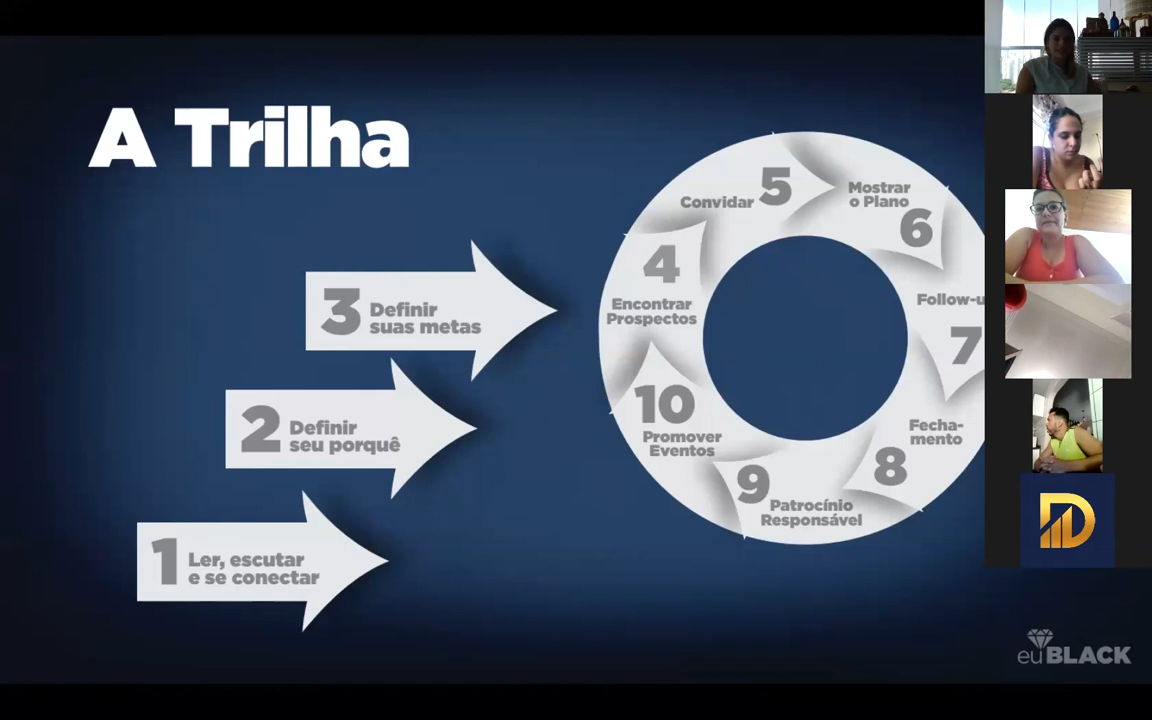 A Trilha
1
Ler, escutar
e se conectar
2
Definir
seu porquê
3
Definir
suas metas
4
Encontrar
Prospectos
5
Convidar
Mostrar
o Plano
6
Follow-u
7
Fecha-
mento
8
9
Patrocínio
Responsável
10
Promover
Eventos
D
euBLACK